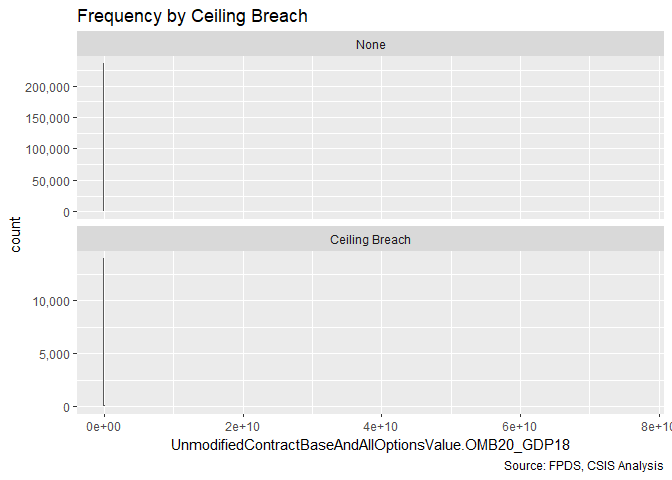 Frequency by Ceiling Breach
None
200,000
150,000
100,000
50,000
0
count
Ceiling Breach
10,000
5,000
0
0e+00 2e+10 4e+10 6e+10 8e+10
UnmodifiedContractBaseAndAllOptionsValue.OMB20_GDP18
Source: FPDS, CSIS Analysis